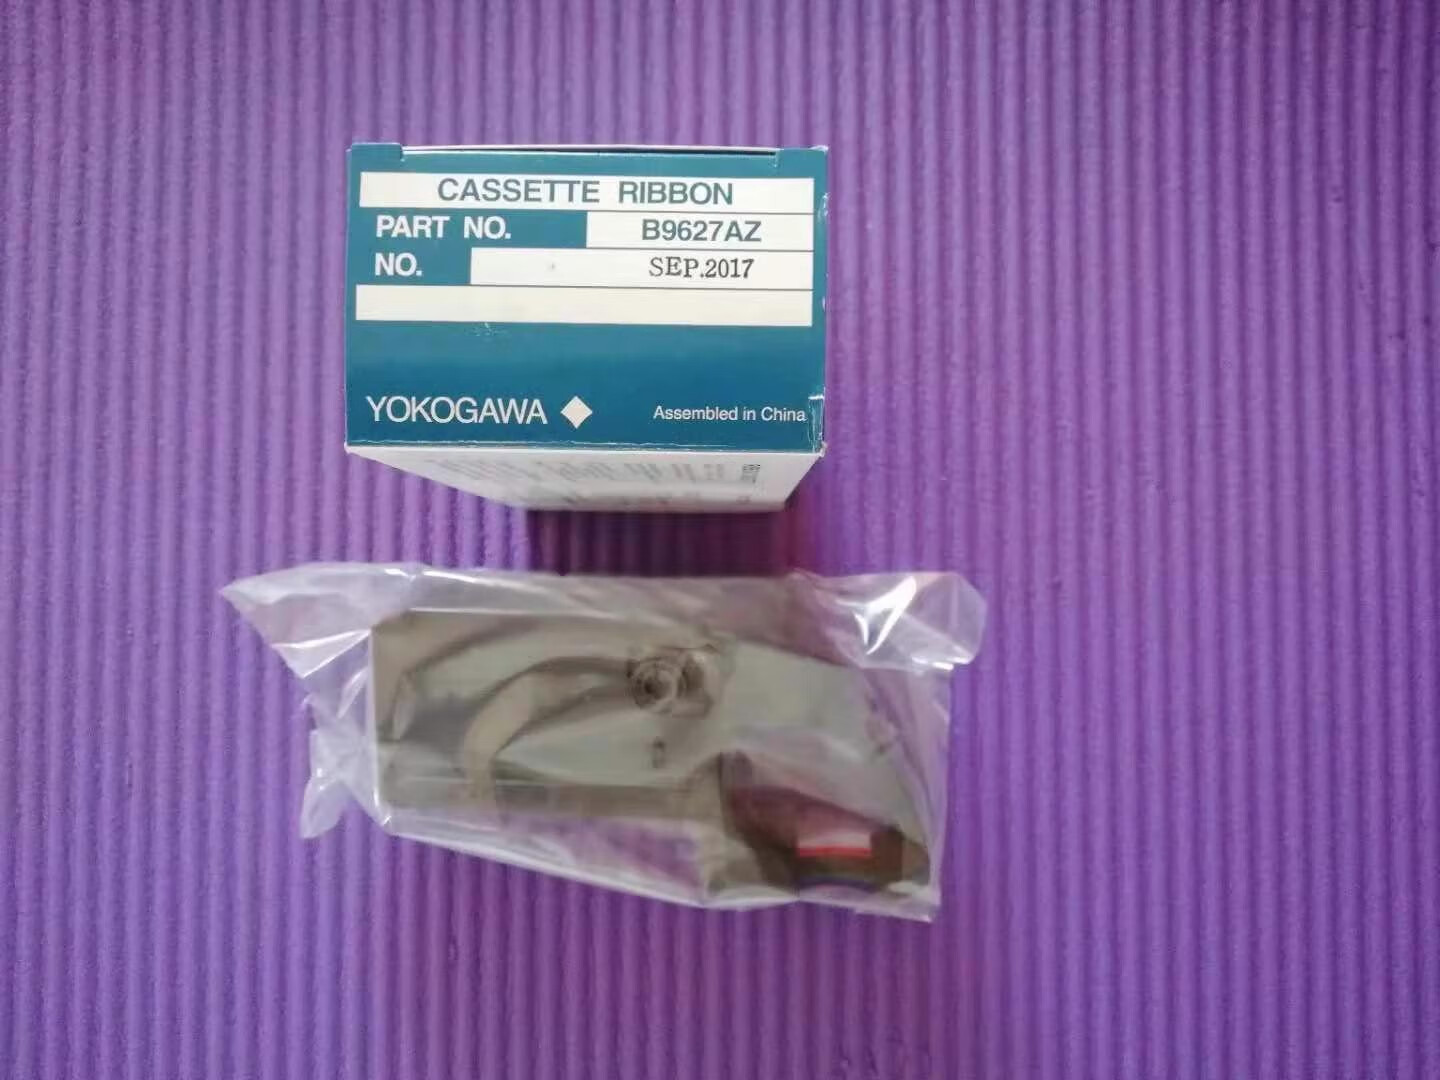 CASSETTE RIBBON
PART NO. B9627AZ
NO. SEP.2017
YOKOGAWA Assembled in China